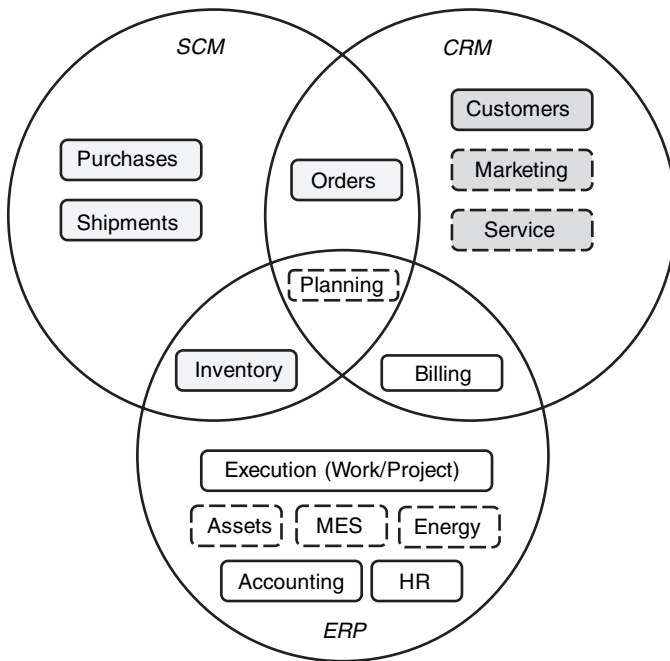 SCM
CRM
Customers
Purchases
Marketing
Orders
Shipments
Service
Planning
Inventory
Billing
Execution (Work/Project)
Assets
MES
Energy
Accounting
HR
ERP